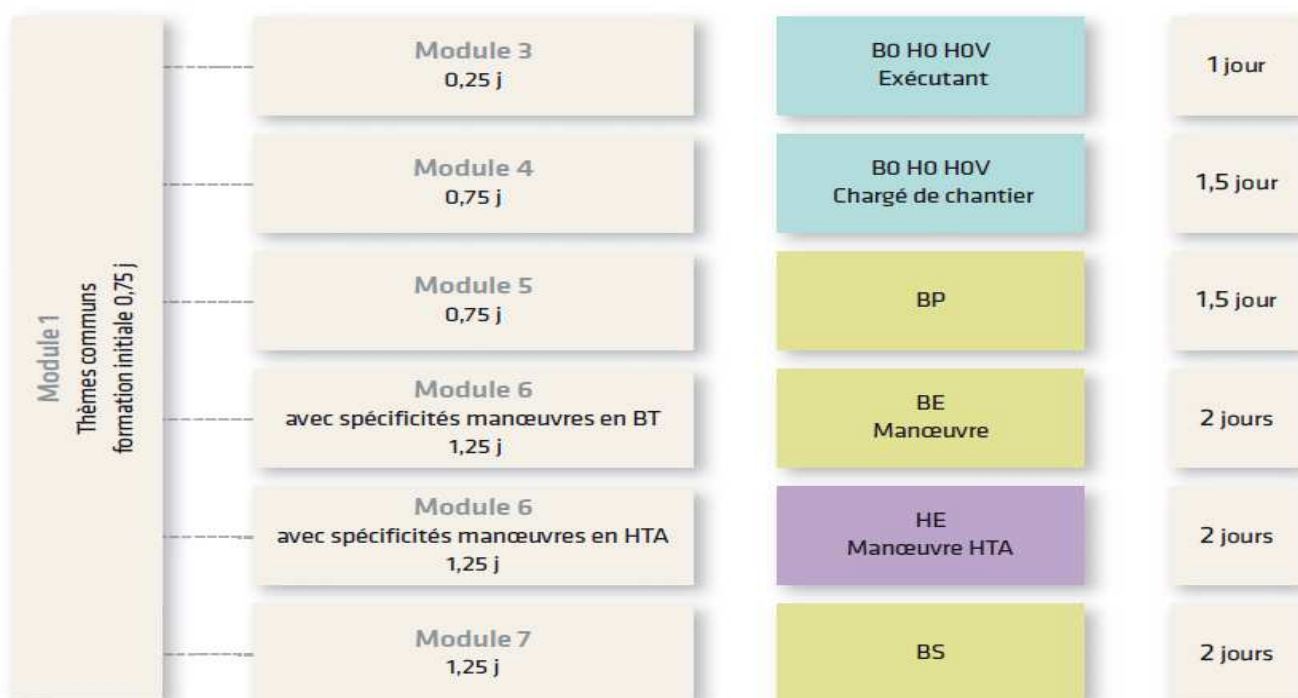 Module 1
Thèmes communs
formation initiale 0,75 j
Module 3
0,25 j
B0 H0 H0V
Exécutant
1 jour
Module 4
0,75 j
B0 H0 H0V
Chargé de chantier
1,5 jour
Module 5
0,75 j
BP
1,5 jour
Module 6
avec spécificités manœuvres en BT
1,25 j
BE
Manœuvre
2 jours
Module 6
avec spécificités manœuvres en HTA
1,25 j
HE
Manœuvre HTA
2 jours
Module 7
1,25 j
BS
2 jours